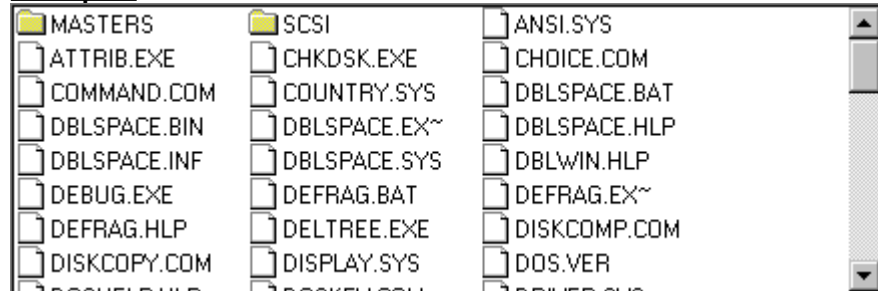 MASTERS SCSI ANSI.SYS
ATTRIB.EXE CHKDSK.EXE CHOICE.COM
COMMAND.COM COUNTRY.SYS DBLSPACE.BAT
DBLSPACE.BIN DBLSPACE.EX~ DBLSPACE.HLP
DBLSPACE.INF DBLSPACE.SYS DBLWIN.HLP
DEBUG.EXE DEFRAG.BAT DEFRAG.EX~
DEFRAG.HLP DELTREE.EXE DISKCOMP.COM
DISKCOPY.COM DISPLAY.SYS DOS.VER